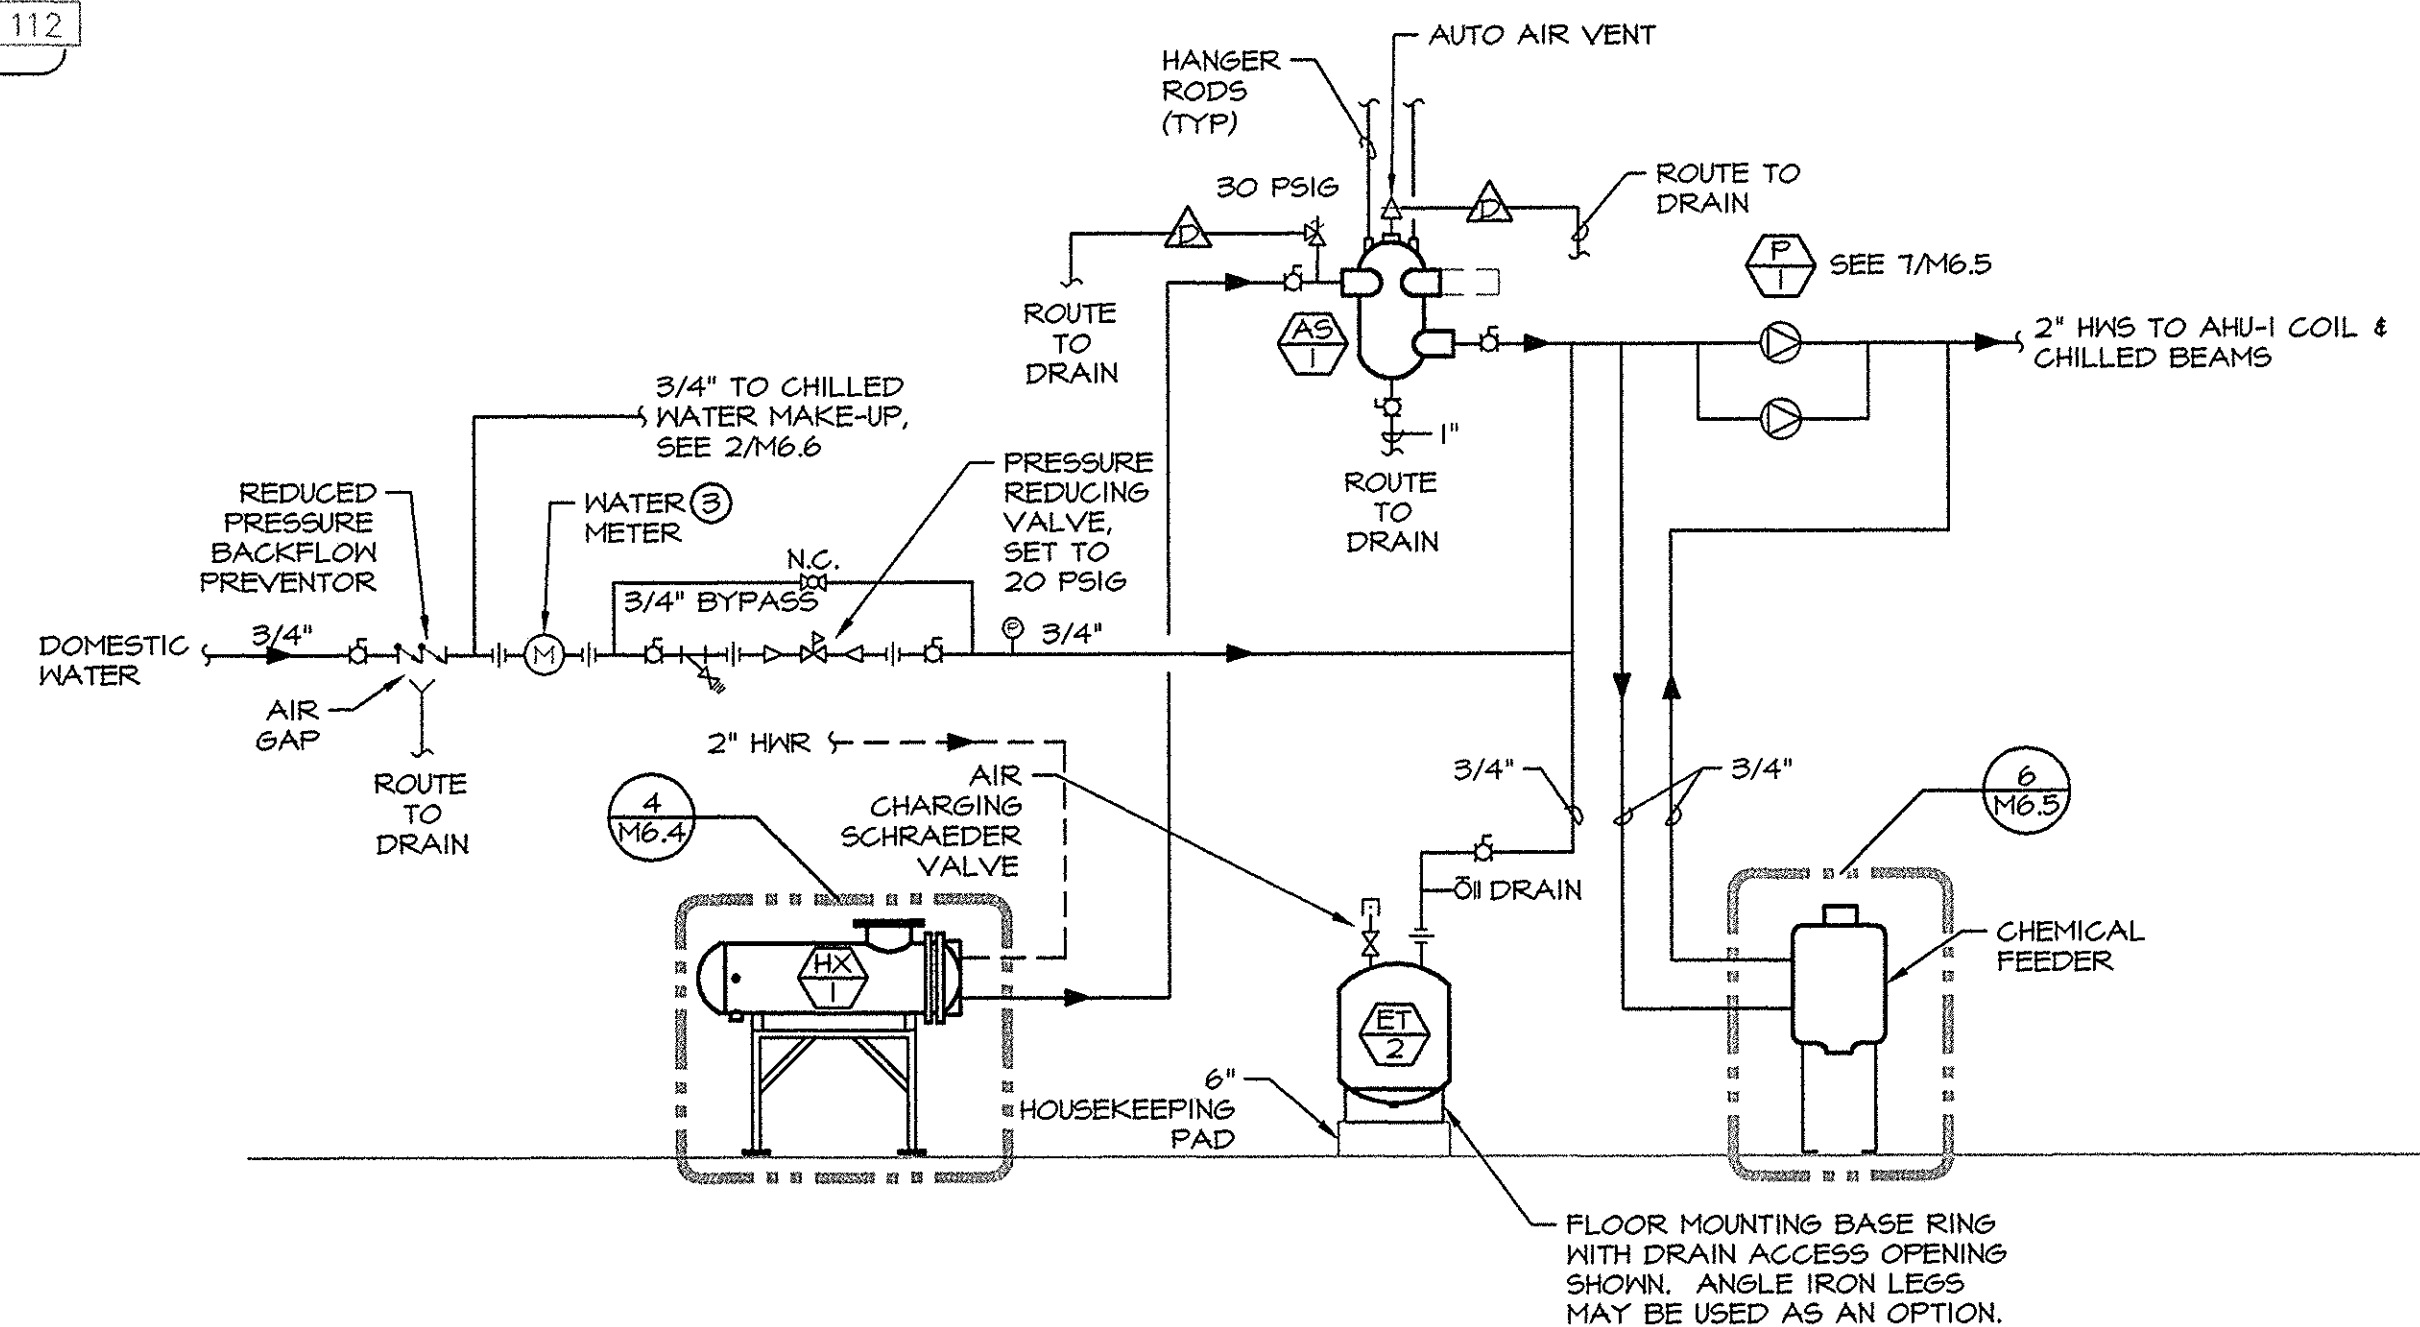 112
AUTO AIR VENT
HANGER
RODS
(TYP)
30 PSIG
ROUTE TO
DRAIN
D
D
P
1
SEE 7/M6.5
ROUTE
TO
DRAIN
AS
1
2" HWS TO AHU-1 COIL &
CHILLED BEAMS
3/4" TO CHILLED
WATER MAKE-UP,
SEE 2/M6.6
1"
ROUTE
TO
DRAIN
PRESSURE
REDUCING
VALVE,
SET TO
20 PSIG
REDUCED
PRESSURE
BACKFLOW
PREVENTOR
WATER 3
METER
N.C.
3/4" BYPASS
DOMESTIC
WATER
3/4"
M
P
3/4"
AIR
GAP
ROUTE
TO
DRAIN
2" HWR
AIR
CHARGING
SCHRAEDER
VALVE
3/4"
3/4"
4
M6.4
6
M6.5
DRAIN
HX
1
CHEMICAL
FEEDER
ET
2
6"
HOUSEKEEPING
PAD
FLOOR MOUNTING BASE RING
WITH DRAIN ACCESS OPENING
SHOWN. ANGLE IRON LEGS
MAY BE USED AS AN OPTION.